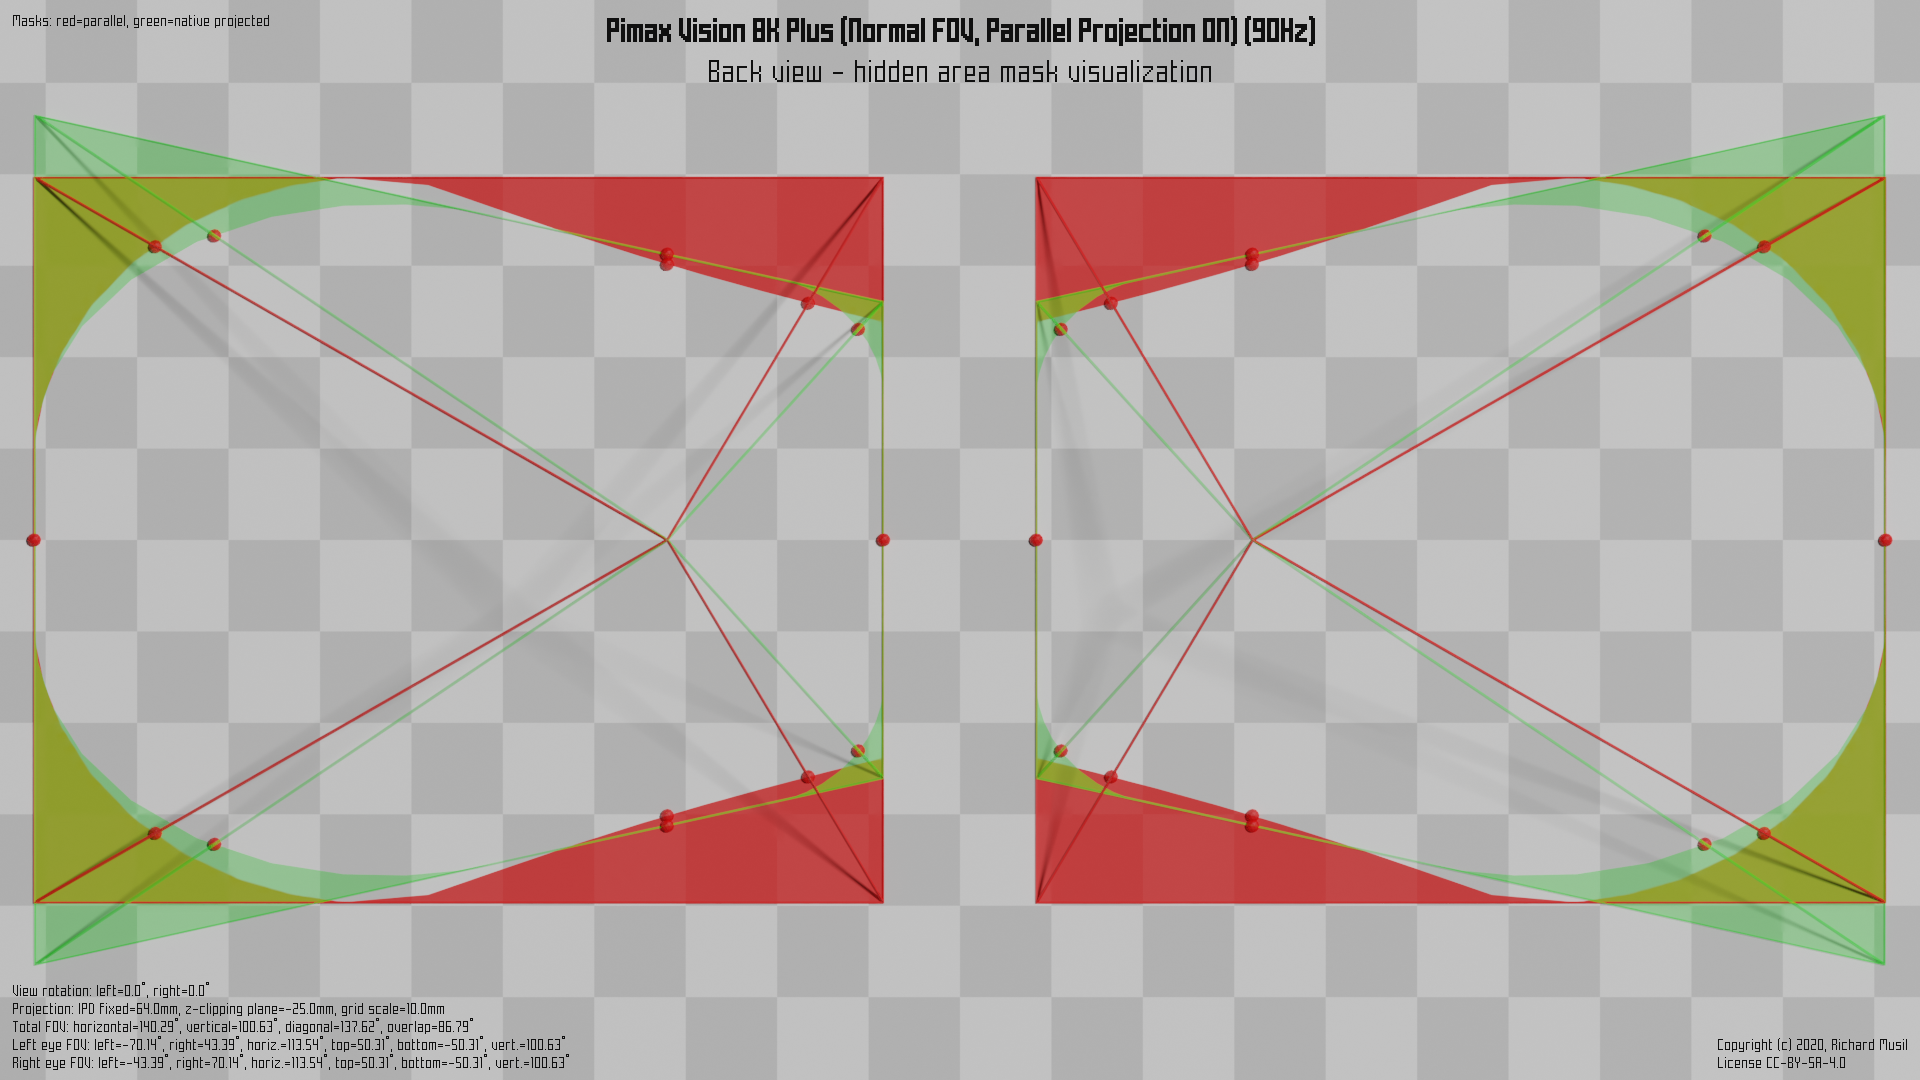 Masks: red=parallel, green=native projected
Pimax Vision 8K Plus (Normal FOV, Parallel Projection ON) (90Hz)
Back view - hidden area mask visualization
View rotation: left=0.0°, right=0.0°
Projection: IPD fixed=64.0mm, z-clipping plane=-25.0mm, grid scale=10.0mm
Total FOV: horizontal=140.29°, vertical=100.63°, diagonal=137.62°, overlap=86.79°
Left eye FOV: left=-70.14°, right=43.39°, horiz.=113.54°, top=50.31°, bottom=-50.31°, vert.=100.63°
Right eye FOV: left=-43.39°, right=70.14°, horiz.=113.54°, top=50.31°, bottom=-50.31°, vert.=100.63°
Copyright (c) 2020, Richard Musil
License CC-BY-SA-4.0